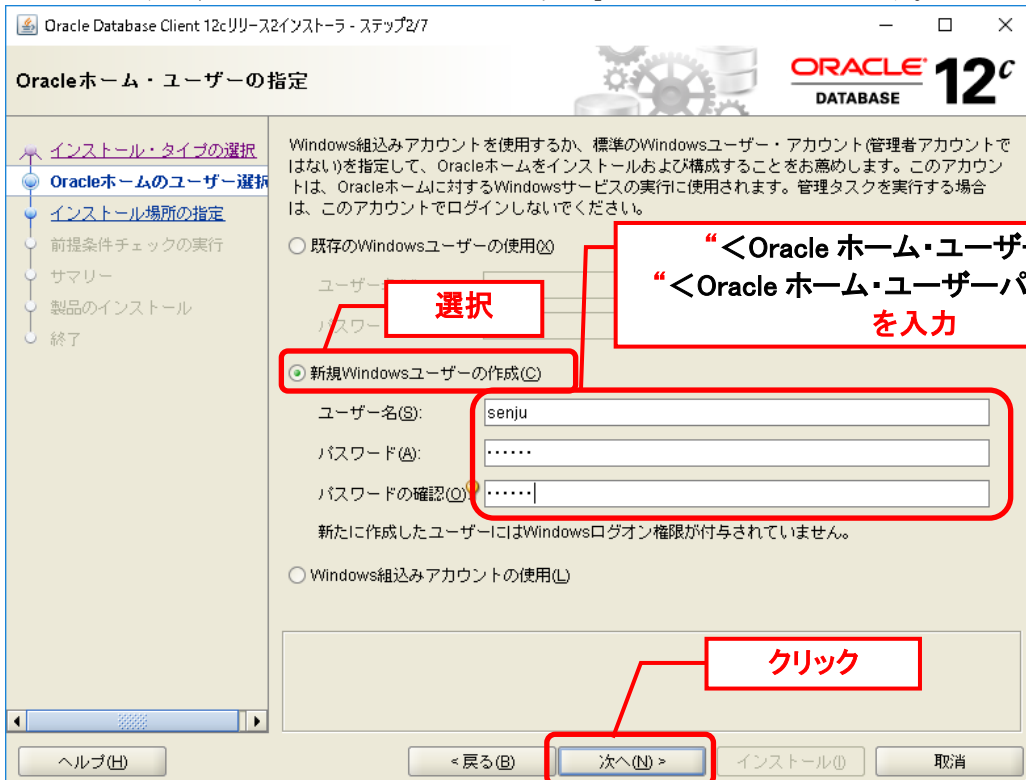 Oracle Database Client 12cリリース2インストーラ - ステップ2/7
Oracleホーム・ユーザーの指定
ORACLE
DATABASE
12c
インストール・タイプの選択
Oracleホームのユーザー選択
インストール場所の指定
前提条件チェックの実行
サマリー
製品のインストール
終了
Windows組込みアカウントを使用するか、標準のWindowsユーザー・アカウント(管理者アカウントで
はない)を指定して、Oracleホームをインストールおよび構成することをお薦めします。このアカウン
トは、Oracleホームに対するWindowsサービスの実行に使用されます。管理タスクを実行する場合
は、このアカウントでログインしないでください。
既存のWindowsユーザーの使用(X)
“<Oracle ホーム・ユーザー
“<Oracle ホーム・ユーザーパ
を入力
選択
パスワー
新規Windowsユーザーの作成(C)
ユーザー名(S):
senju
パスワード(A):
······
パスワードの確認(O):
······
新たに作成したユーザーにはWindowsログオン権限が付与されていません。
Windows組込みアカウントの使用(L)
クリック
ヘルプ(H)
<戻る(B)
次へ(N) >
インストール(I)
取消